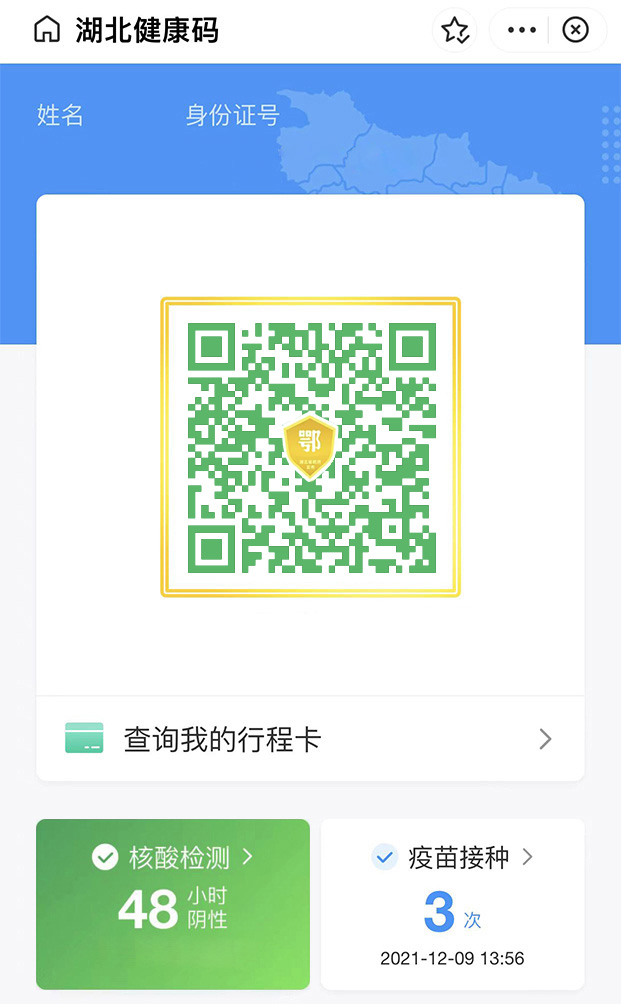 湖北健康码
姓名 身份证号
鄂
查询我的行程卡
核酸检测
48 小时
阴性
疫苗接种
3 次
2021-12-09 13:56